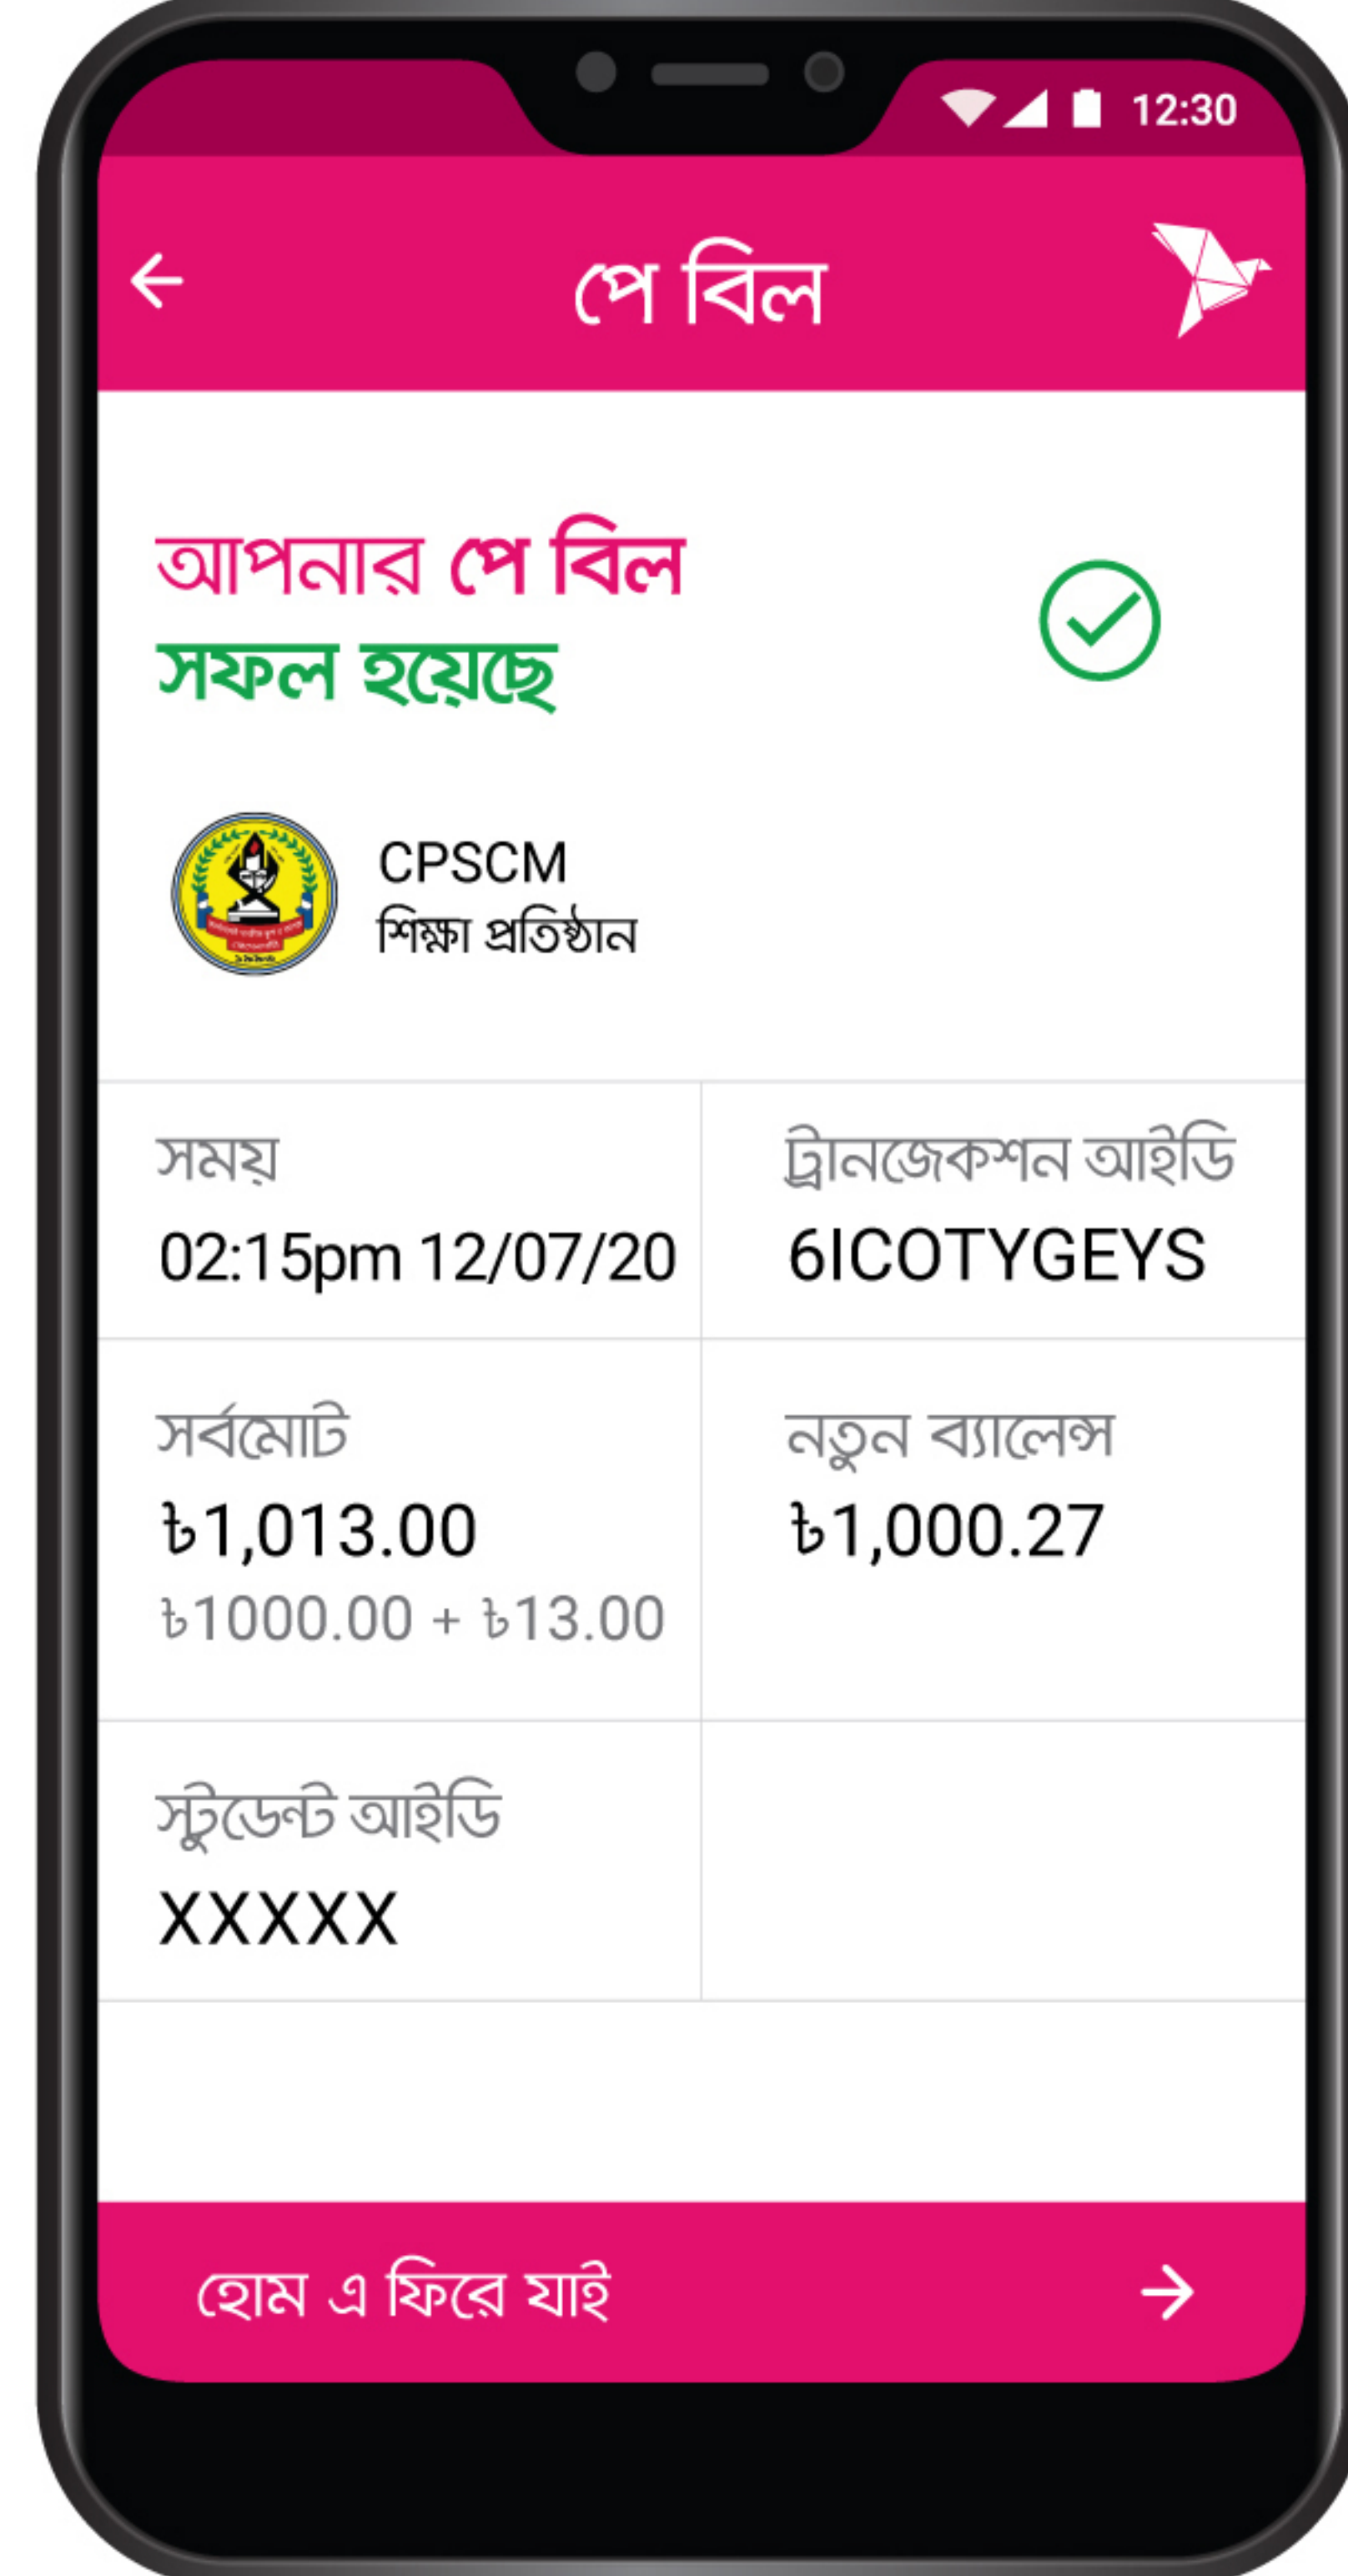 12:30
পে বিল
আপনার পে বিল
সফল হয়েছে
CPSCM
শিক্ষা প্রতিষ্ঠান
সময়
02:15pm 12/07/20
ট্রানজেকশন আইডি
6ICOTYGEYS
সর্বমোট
৳1,013.00
৳1000.00 + ৳13.00
নতুন ব্যালেন্স
৳1,000.27
স্টুডেন্ট আইডি
XXXXX
হোম এ ফিরে যাই